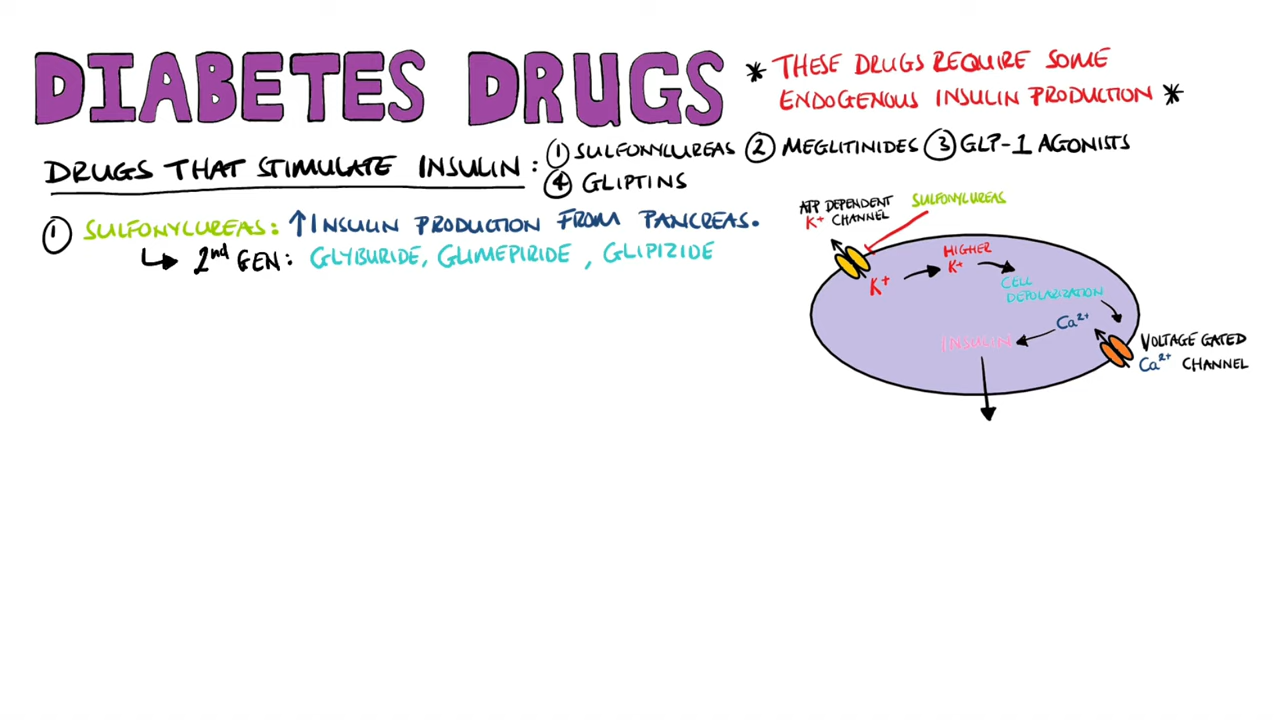 DIABETES DRUGS
* THESE DRUGS REQUIRE SOME
ENDOGENOUS INSULIN PRODUCTION *
DRUGS THAT STIMULATE INSULIN : ① SULFONYLUREAS ② MEGLITINIDES ③ GLP-1 AGONISTS
④ GLIPTINS
① SULFONYLUREAS: ↑ INSULIN PRODUCTION FROM PANCREAS.
↳ 2nd GEN: GLYBURIDE, GLIMEPIRIDE, GLIPIZIDE
ATP DEPENDENT
K+ CHANNEL
SULFONYLUREAS
K+
HIGHER
K+
CELL
DEPOLARIZATION
Ca2+
INSULIN
VOLTAGE GATED
Ca2+ CHANNEL